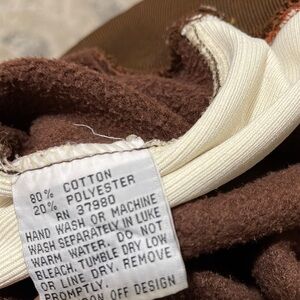 80% COTTON
20% POLYESTER
RN 37980
HAND WASH OR MACHINE
WASH SEPARATELY IN LUKE
WARM WATER. DO NOT
BLEACH. TUMBLE DRY LOW
OR LINE DRY. REMOVE
PROMPTLY.
ON OFF DESIGN